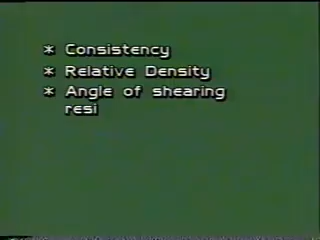 * Consistency
* Relative Density
* Angle of shearing
resi